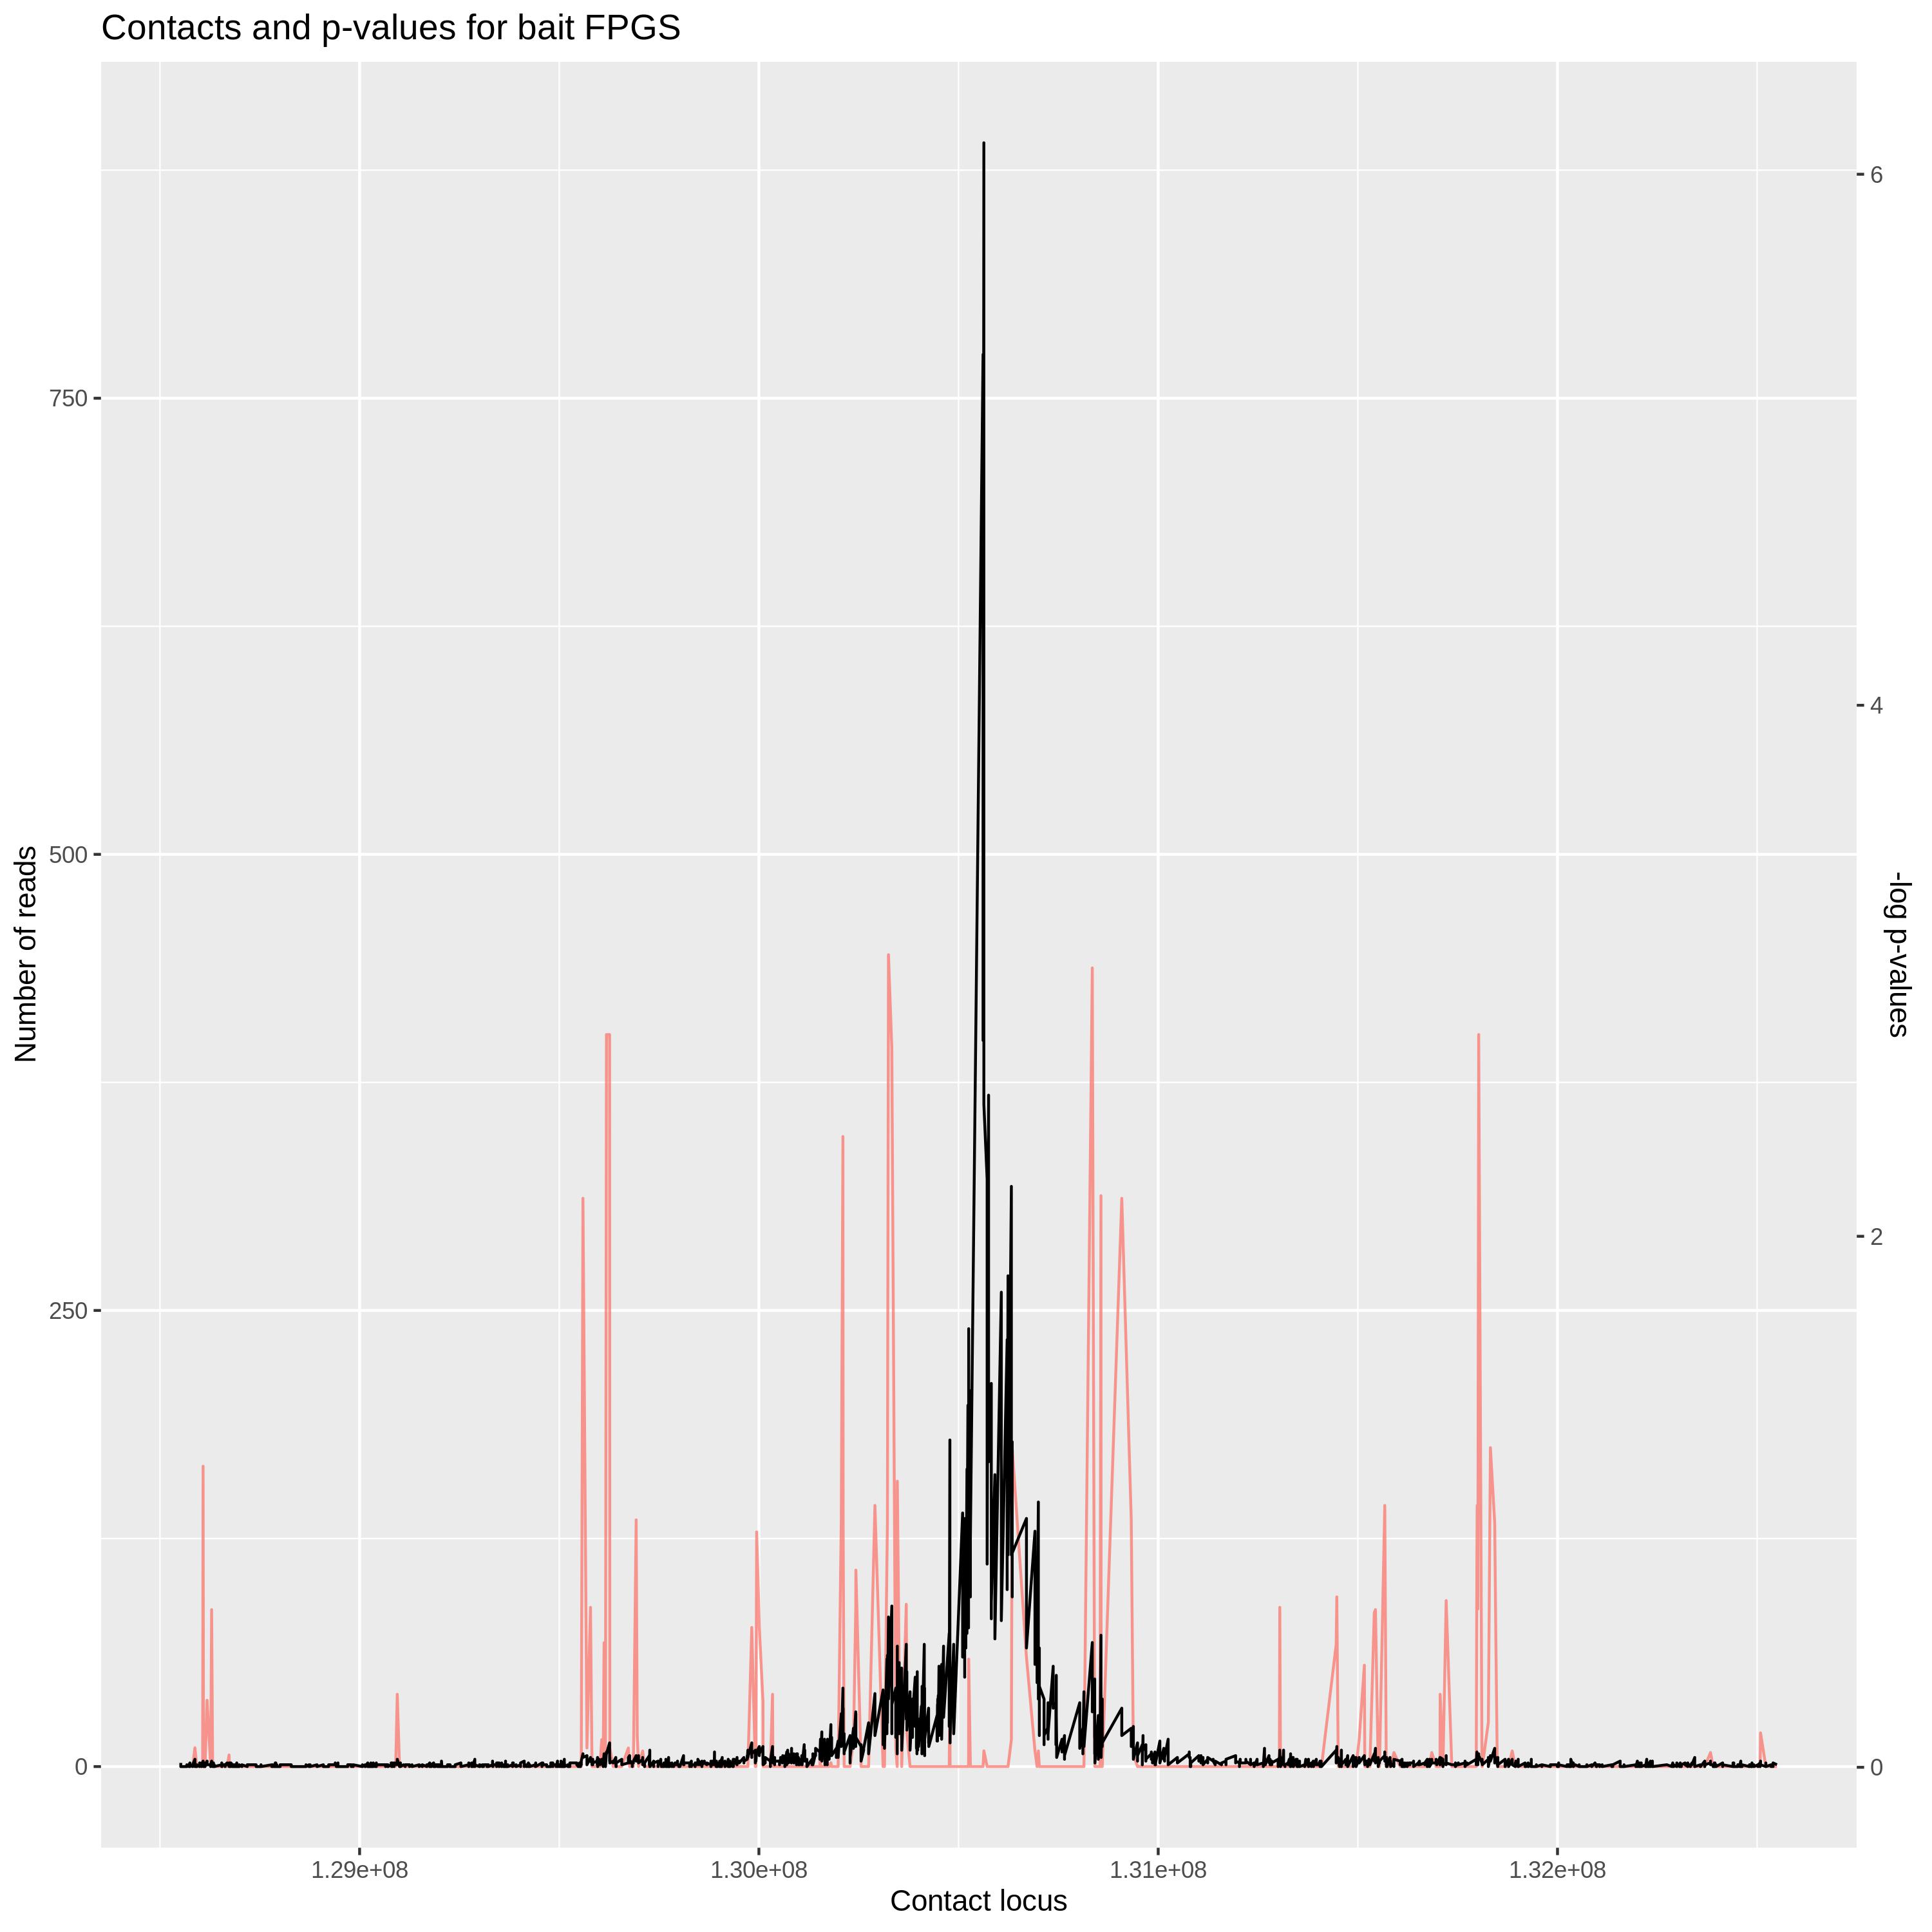 Contacts and p-values for bait FPGS
Number of reads
750
500
250
0
6
4
2
0
-log p-values
1.29e+08
1.30e+08
1.31e+08
1.32e+08
Contact locus